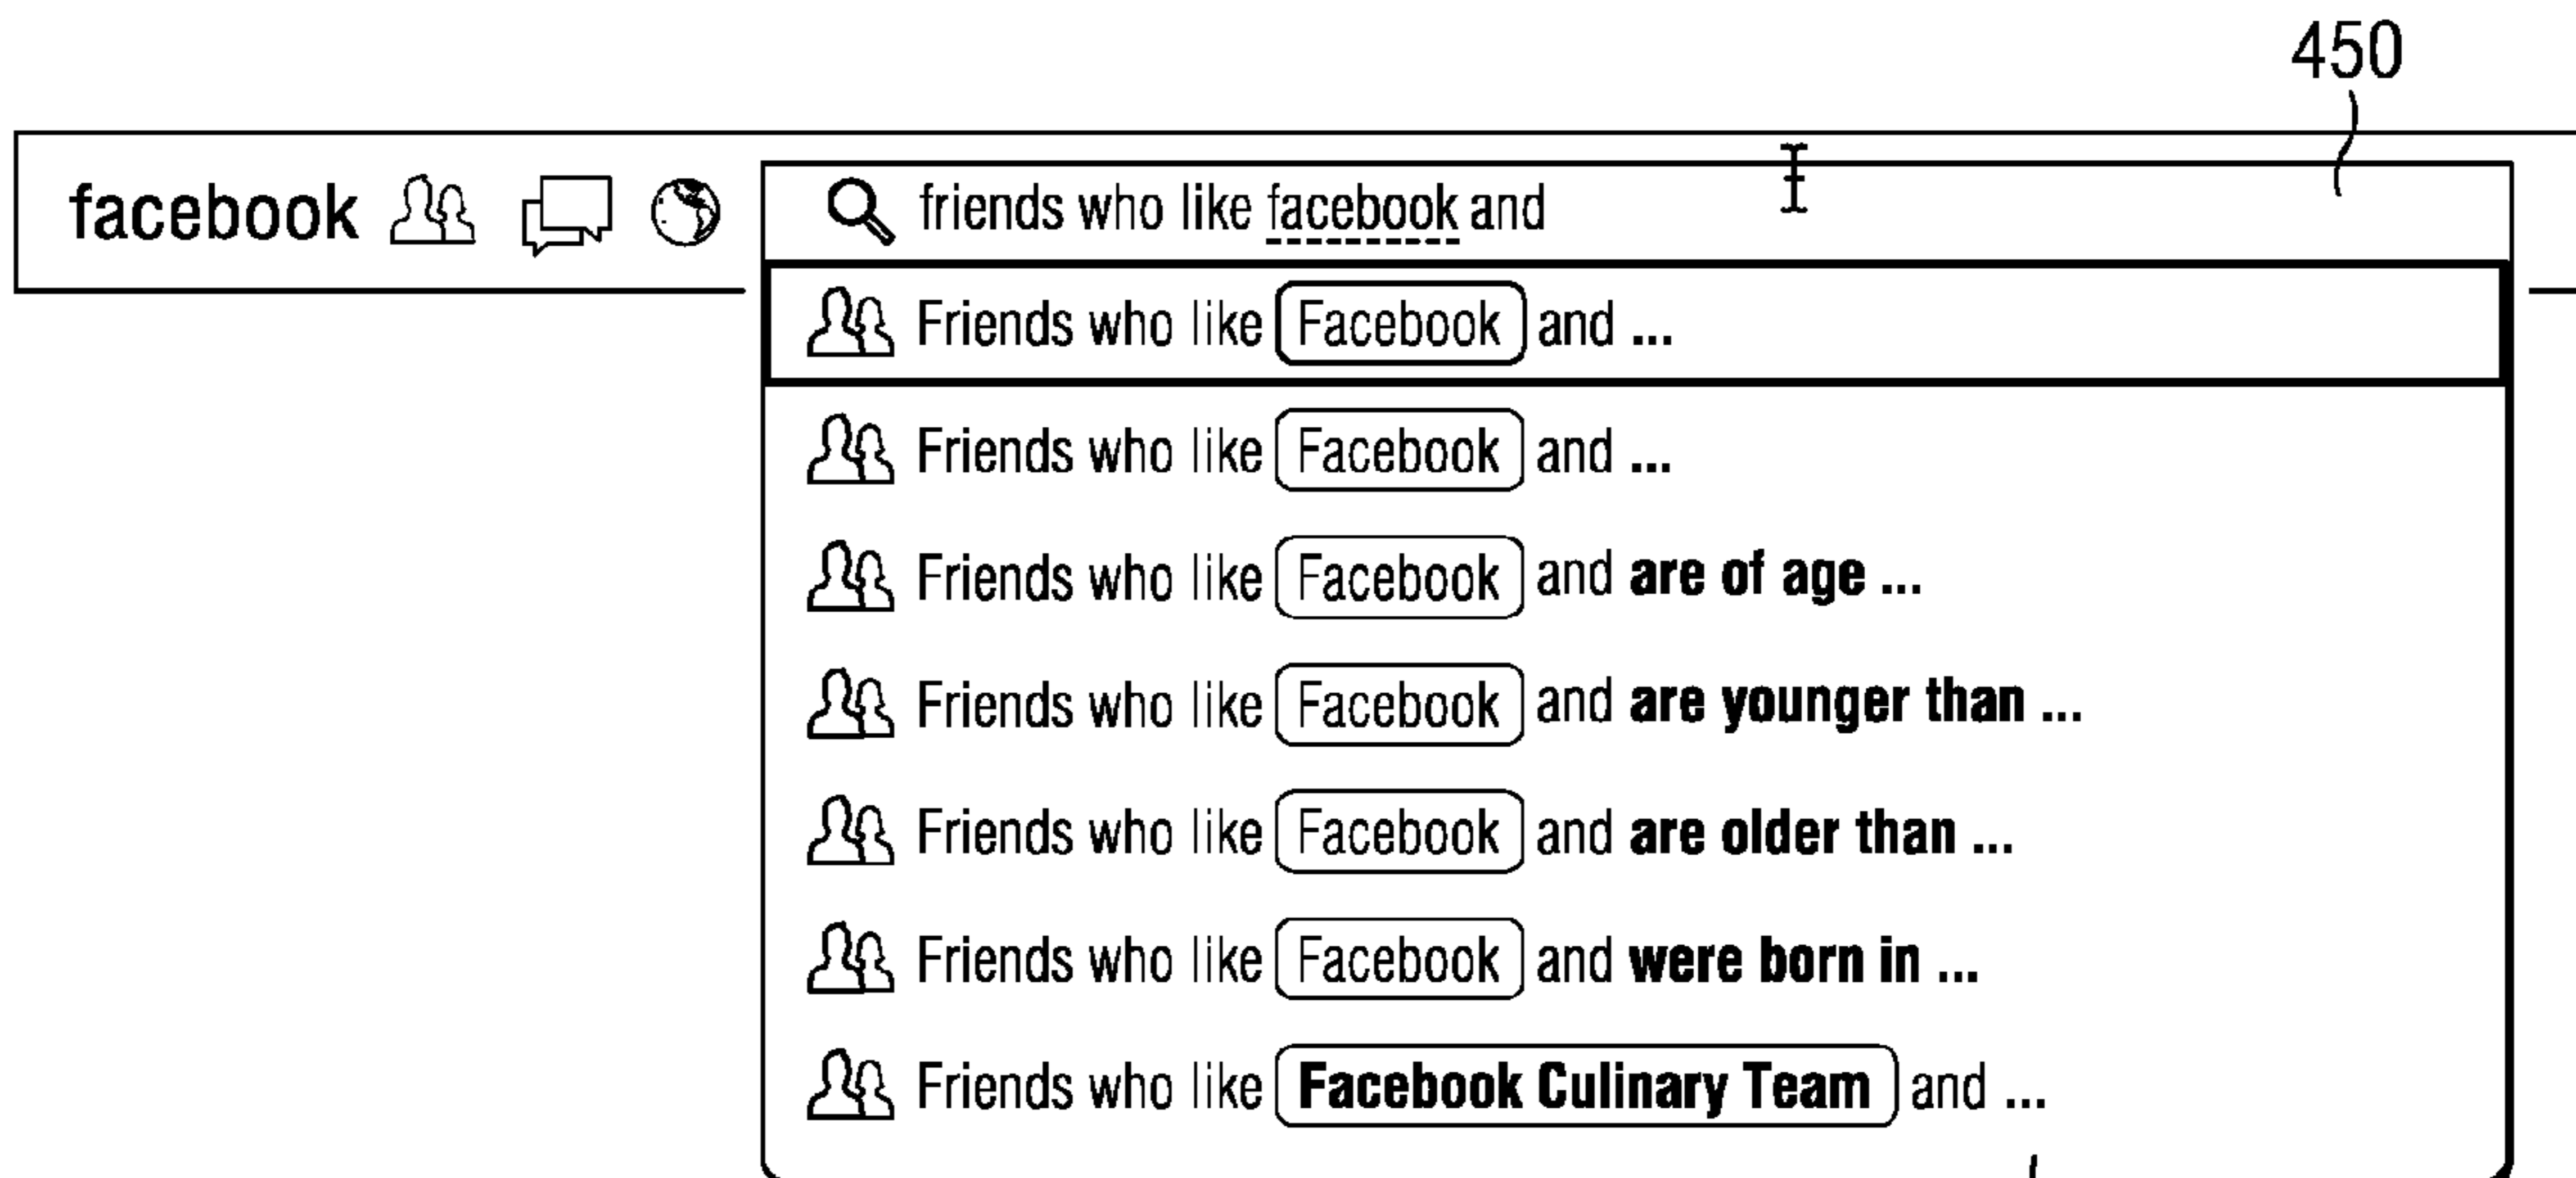 450
facebook friends who like facebook and
Friends who like Facebook and ...
Friends who like Facebook and ...
Friends who like Facebook and are of age ...
Friends who like Facebook and are younger than ...
Friends who like Facebook and are older than ...
Friends who like Facebook and were born in ...
Friends who like Facebook Culinary Team and ...